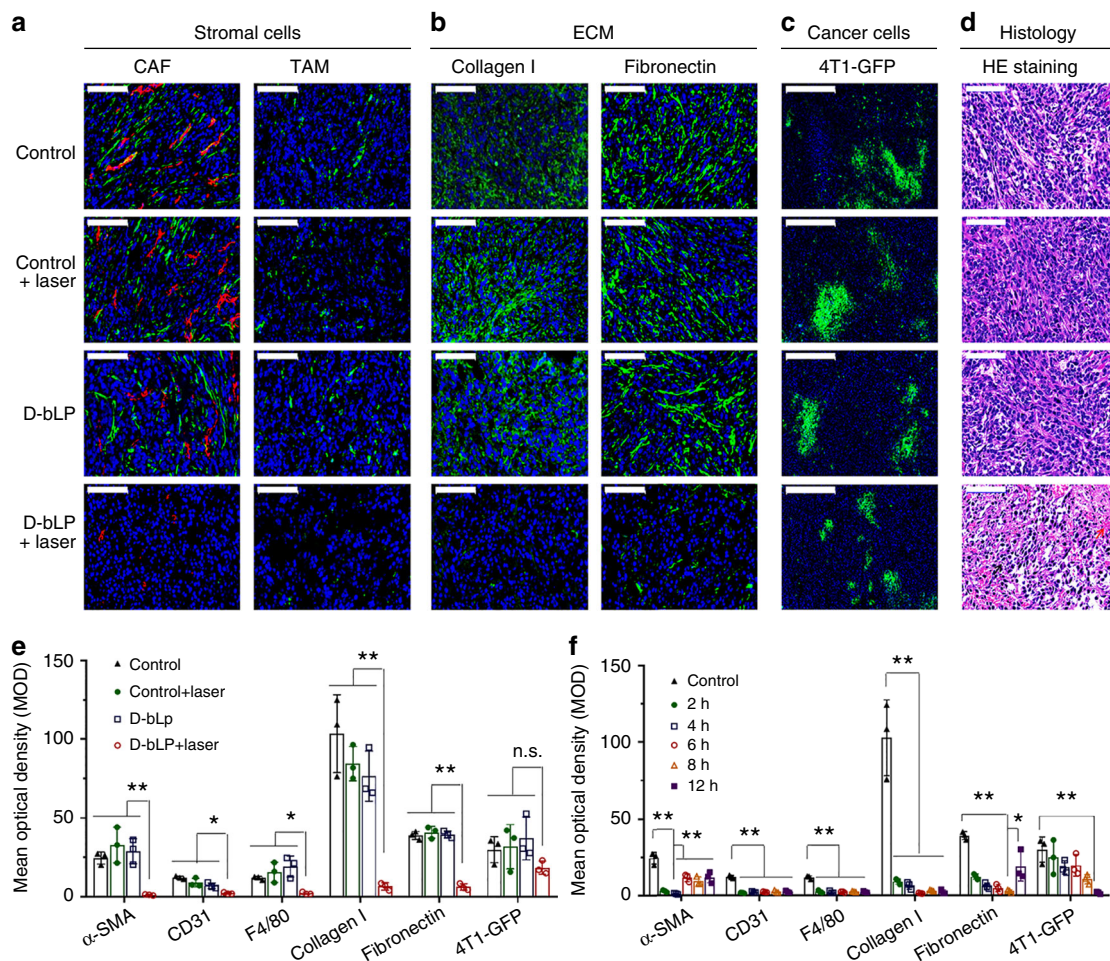 a b c d
Stromal cells ECM Cancer cells Histology
CAF TAM Collagen I Fibronectin 4T1-GFP HE staining
Control
Control
+ laser
D-bLP
D-bLP
+ laser
e
Mean optical density (MOD)
150
100
50
0
Control
Control+laser
D-bLp
D-bLP+laser
**
*
*
**
**
n.s.
α-SMA CD31 F4/80 Collagen I Fibronectin 4T1-GFP
f
Mean optical density (MOD)
150
100
50
25
0
Control
2 h
4 h
6 h
8 h
12 h
**
**
**
**
**
**
*
**
α-SMA CD31 F4/80 Collagen I Fibronectin 4T1-GFP